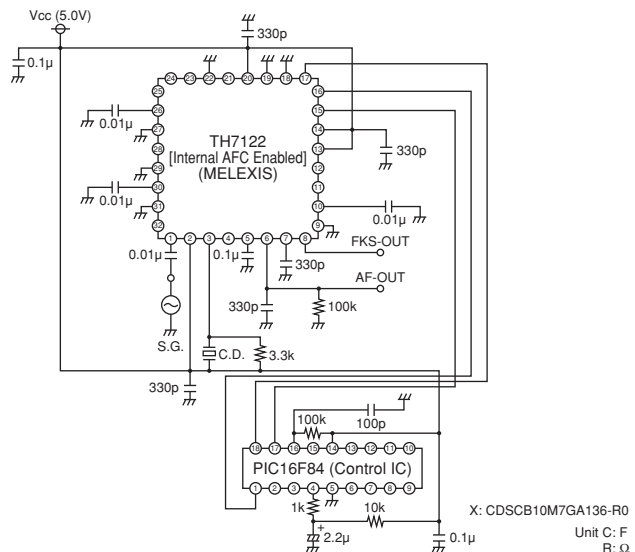 Vcc (5.0V)
330p
0.1μ
24 23 22 21 20 19 18 17
25
26
27
28
29
30
31
32
16
15
14
13
12
11
10
9
TH7122
[Internal AFC Enabled]
(MELEXIS)
0.01μ
0.01μ
330p
0.01μ
1 2 3 4 5 6 7 8
FKS-OUT
0.01μ
0.1μ
330p
AF-OUT
330p
100k
S.G.
C.D.
3.3k
330p
100k
100p
18 17 16 15 14 13 12 11 10
PIC16F84 (Control IC)
1 2 3 4 5 6 7 8 9
1k
10k
+
2.2μ
0.1μ
X: CDSCB10M7GA136-R0
Unit C: F
R: Ω